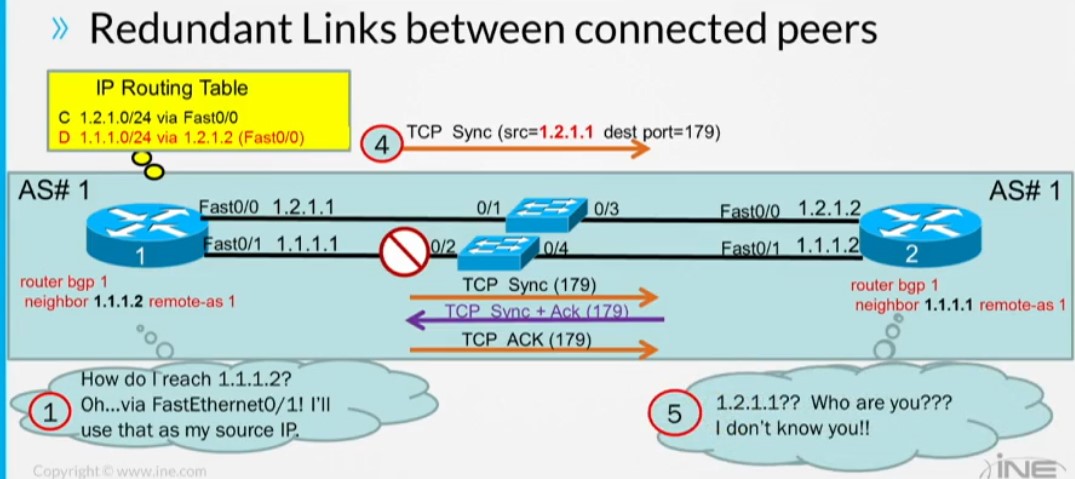 » Redundant Links between connected peers
IP Routing Table
C 1.2.1.0/24 via Fast0/0
D 1.1.1.0/24 via 1.2.1.2 (Fast0/0)
4
TCP Sync (src=1.2.1.1 dest port=179)
AS# 1
AS# 1
Fast0/0 1.2.1.1
0/1
0/3
Fast0/0 1.2.1.2
Fast0/1 1.1.1.1
0/2
0/4
Fast0/1 1.1.1.2
1
2
router bgp 1
neighbor 1.1.1.2 remote-as 1
TCP Sync (179)
TCP Sync + Ack (179)
TCP ACK (179)
router bgp 1
neighbor 1.1.1.1 remote-as 1
1
How do I reach 1.1.1.2?
Oh...via FastEthernet0/1! I'll
use that as my source IP.
5
1.2.1.1?? Who are you???
I don't know you!!
Copyright © www.ine.com
INE